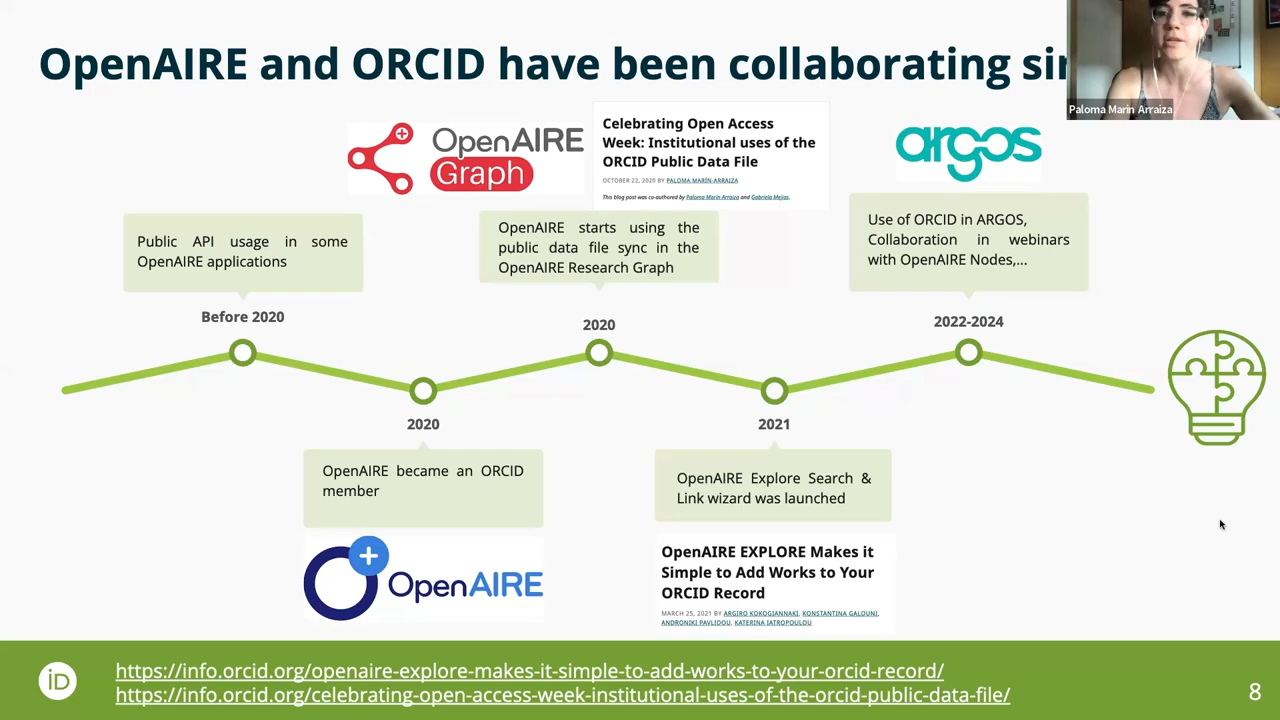 OpenAIRE and ORCID have been collaborating
Paloma Marin Arraiza
OpenAIRE
Graph
Celebrating Open Access
Week: Institutional uses of the
ORCID Public Data File
OCTOBER 22, 2020 BY PALOMA MARÍN-ARRAIZA
This blog post was co-authored by Paloma Marín Arraiza and Gabriela Mejias.
argos
Public API usage in some
OpenAIRE applications
OpenAIRE starts using the
public data file sync in the
OpenAIRE Research Graph
Use of ORCID in ARGOS,
Collaboration in webinars
with OpenAIRE Nodes,...
Before 2020
2020
2022-2024
2020
2021
OpenAIRE became an ORCID
member
OpenAIRE Explore Search &
Link wizard was launched
OpenAIRE
OpenAIRE EXPLORE Makes it
Simple to Add Works to Your
ORCID Record
MARCH 25, 2021 BY ARGIRO KOKOGIANNAKI, KONSTANTINA GALOUNI,
ANDRONIKI PAVLIDOU, KATERINA IATROPOULOU
iD
https://info.orcid.org/openaire-explore-makes-it-simple-to-add-works-to-your-orcid-record/
https://info.orcid.org/celebrating-open-access-week-institutional-uses-of-the-orcid-public-data-file/
8